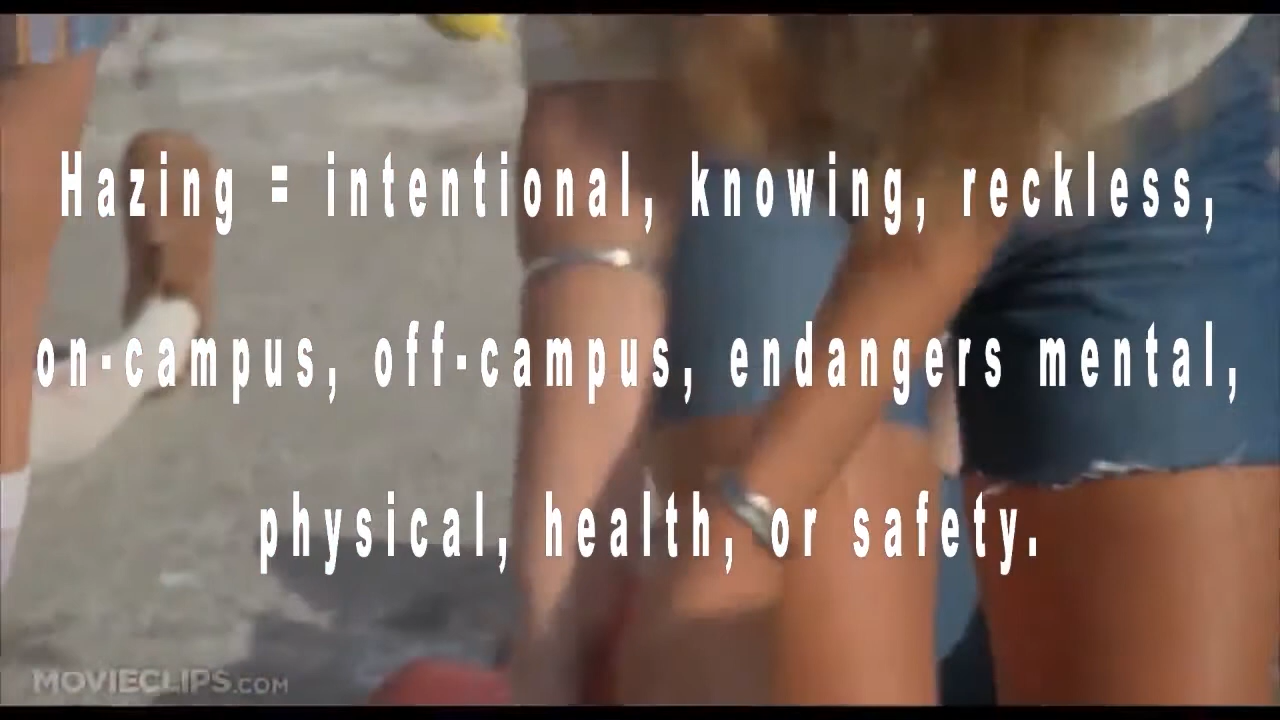 Hazing = intentional, knowing, reckless,
on-campus, off-campus, endangers mental,
physical, health, or safety.
MOVIECLIPS.COM